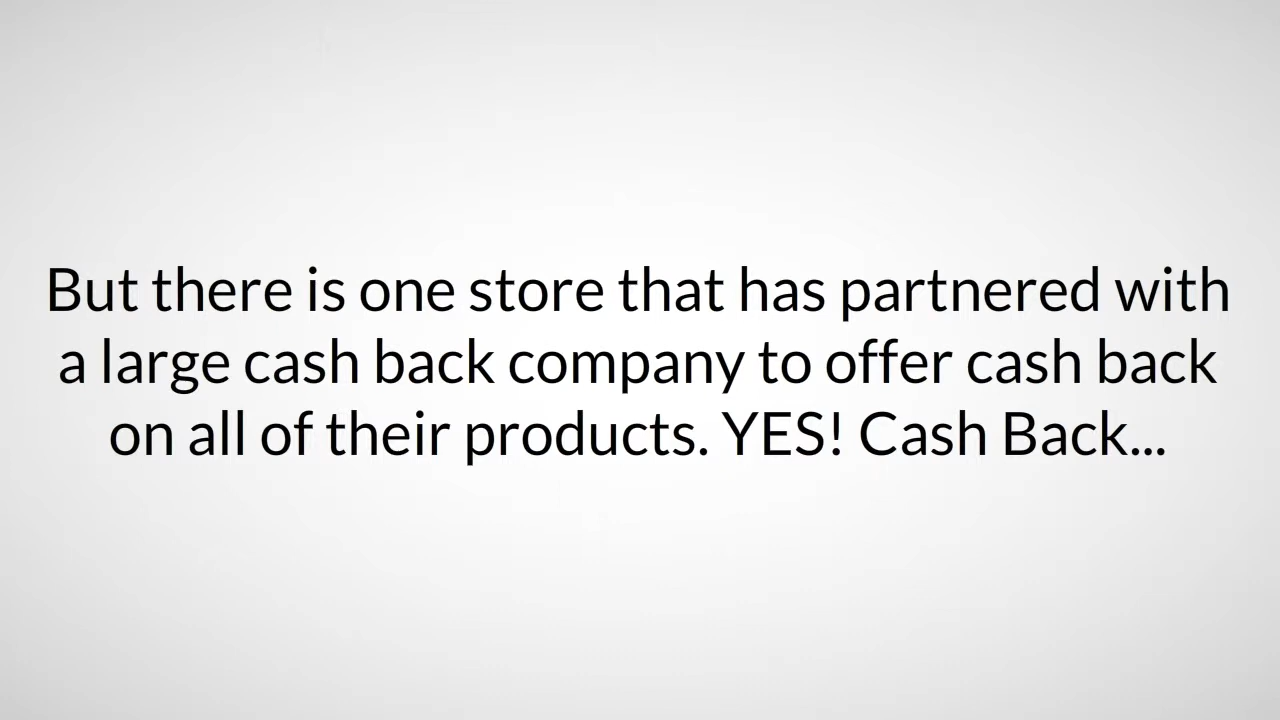 But there is one store that has partnered with
a large cash back company to offer cash back
on all of their products. YES! Cash Back...